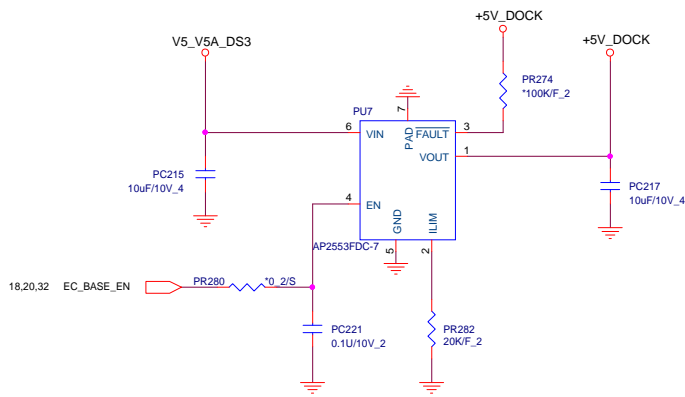 +5V_DOCK
V5_V5A_DS3
+5V_DOCK
PR274
*100K/F_2
PU7
7
PAD
6
VIN
FAULT
3
VOUT
1
PC215
10uF/10V_4
PC217
10uF/10V_4
4
EN
GND
ILIM
AP2553FDC-7
5
2
18,20,32 EC_BASE_EN
PR280
*0_2/S
PC221
0.1U/10V_2
PR282
20K/F_2